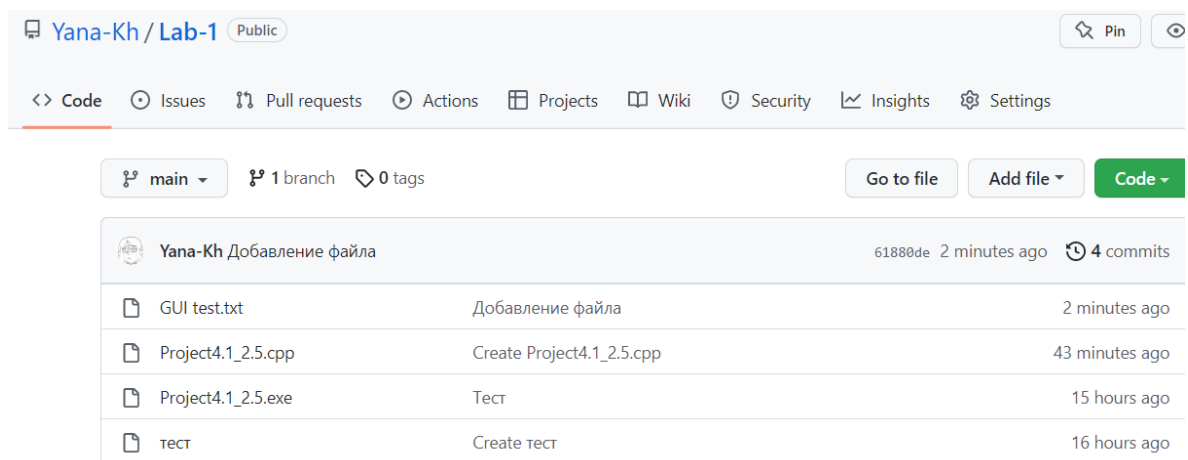 Yana-Kh / Lab-1 Public Pin
Code Issues Pull requests Actions Projects Wiki Security Insights Settings
main 1 branch 0 tags Go to file Add file Code
Yana-Kh Добавление файла 61880de 2 minutes ago 4 commits
GUI test.txt Добавление файла 2 minutes ago
Project4.1_2.5.cpp Create Project4.1_2.5.cpp 43 minutes ago
Project4.1_2.5.exe Тест 15 hours ago
тест Create тест 16 hours ago